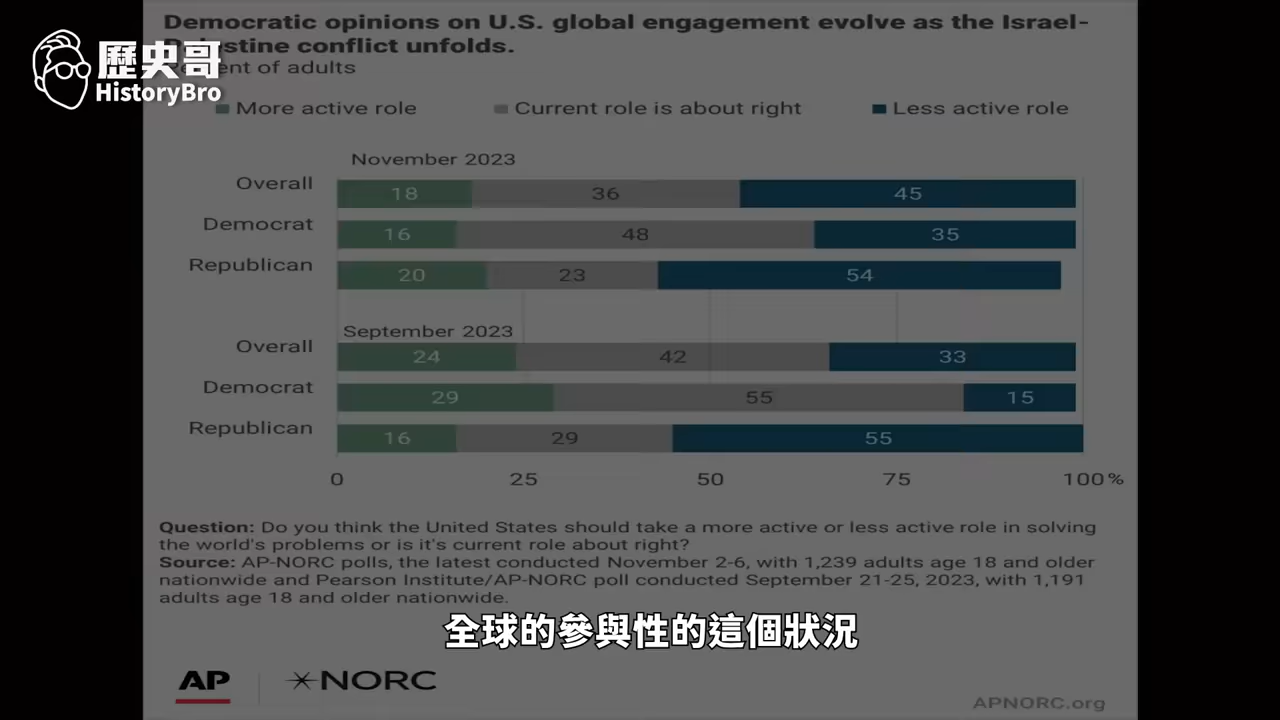 Democratic opinions on U.S. global engagement evolve as the Israel-
Palestine conflict unfolds.
Percent of adults
歷史哥
HistoryBro
More active role
Current role is about right
Less active role
November 2023
Overall 18 36 45
Democrat 16 48 35
Republican 20 23 54
September 2023
Overall 24 42 33
Democrat 29 55 15
Republican 16 29 55
0 25 50 75 100%
Question: Do you think the United States should take a more active or less active role in solving
the world's problems or is it's current role about right?
Source: AP-NORC polls, the latest conducted November 2-6, with 1,239 adults age 18 and older
nationwide and Pearson Institute/AP-NORC poll conducted September 21-25, 2023, with 1,191
adults age 18 and older nationwide.
全球的參與性的這個狀況
AP
NORC
APNORC.org